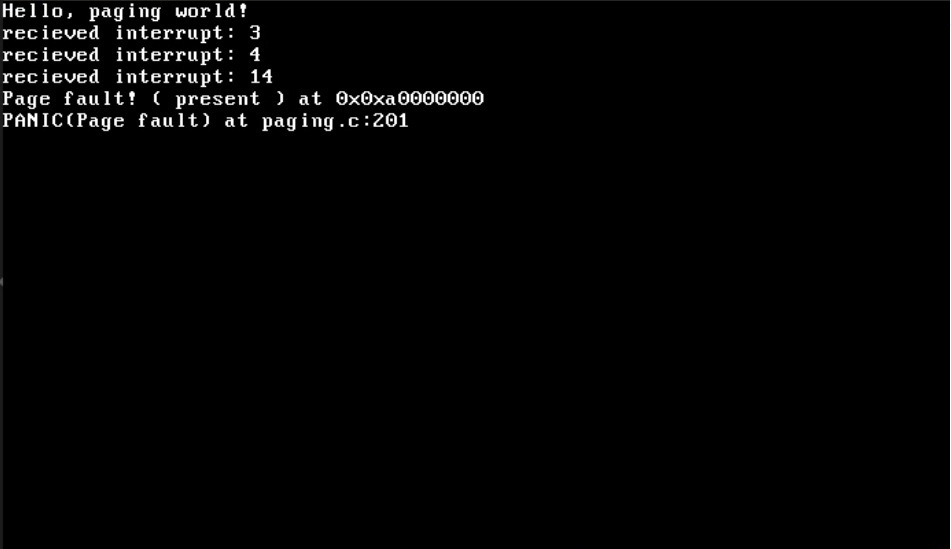 Hello, paging world!
recieved interrupt: 3
recieved interrupt: 4
recieved interrupt: 14
Page fault! ( present ) at 0x0xa0000000
PANIC(Page fault) at paging.c:201